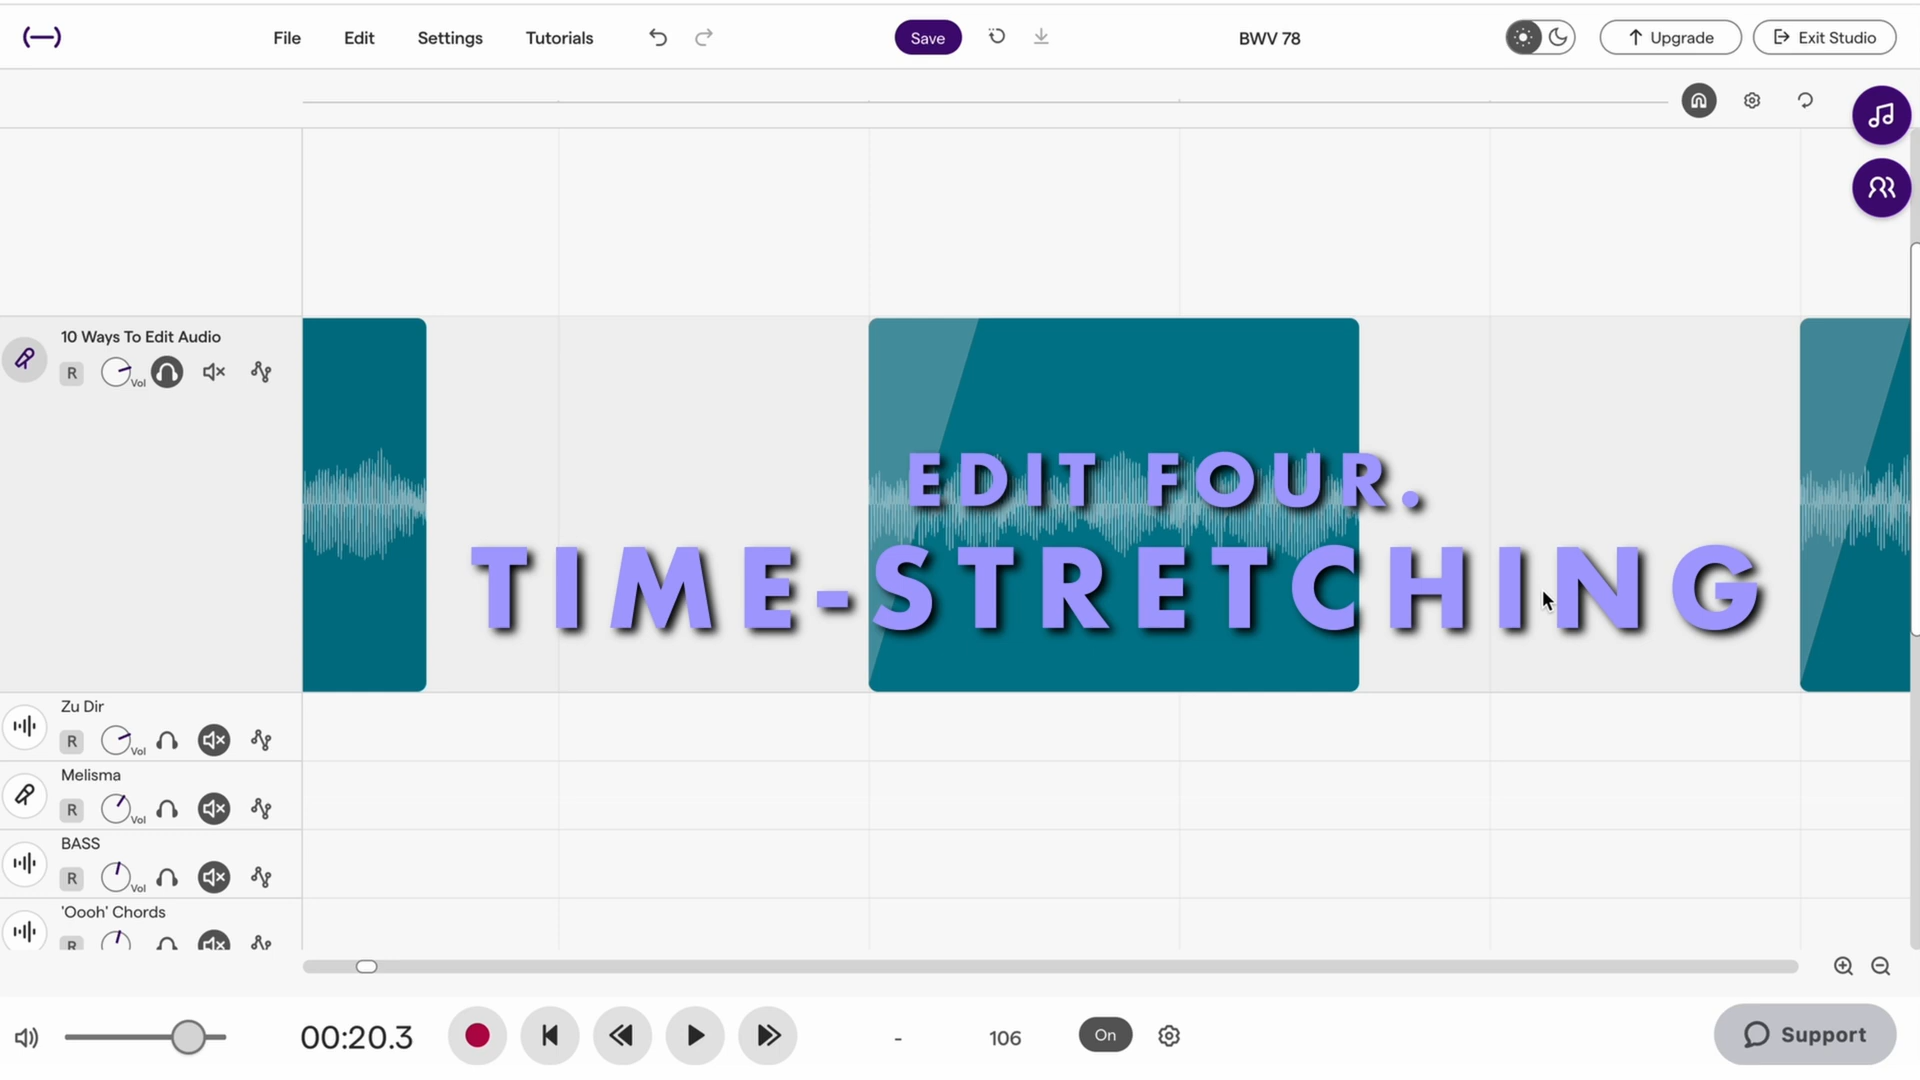 File Edit Settings Tutorials Save BWV 78 Upgrade Exit Studio
10 Ways To Edit Audio
R Vol
EDIT FOUR.
TIME-STRETCHING
Zu Dir
R Vol
Melisma
R Vol
BASS
R Vol
'Oooh' Chords
R
00:20.3 - 106 On Support